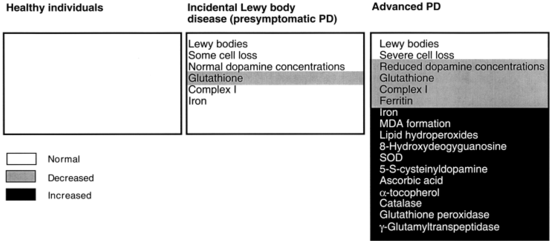 Healthy individuals
Incidental Lewy body
disease (presymptomatic PD)
Advanced PD
Lewy bodies
Some cell loss
Normal dopamine concentrations
Glutathione
Complex I
Iron
Lewy bodies
Severe cell loss
Reduced dopamine concentrations
Glutathione
Complex I
Ferritin
Iron
MDA formation
Lipid hydroperoxides
8-Hydroxydeogyguanosine
SOD
5-S-cysteinyldopamine
Ascorbic acid
α-tocopherol
Catalase
Glutathione peroxidase
γ-Glutamyltranspeptidase
Normal
Decreased
Increased